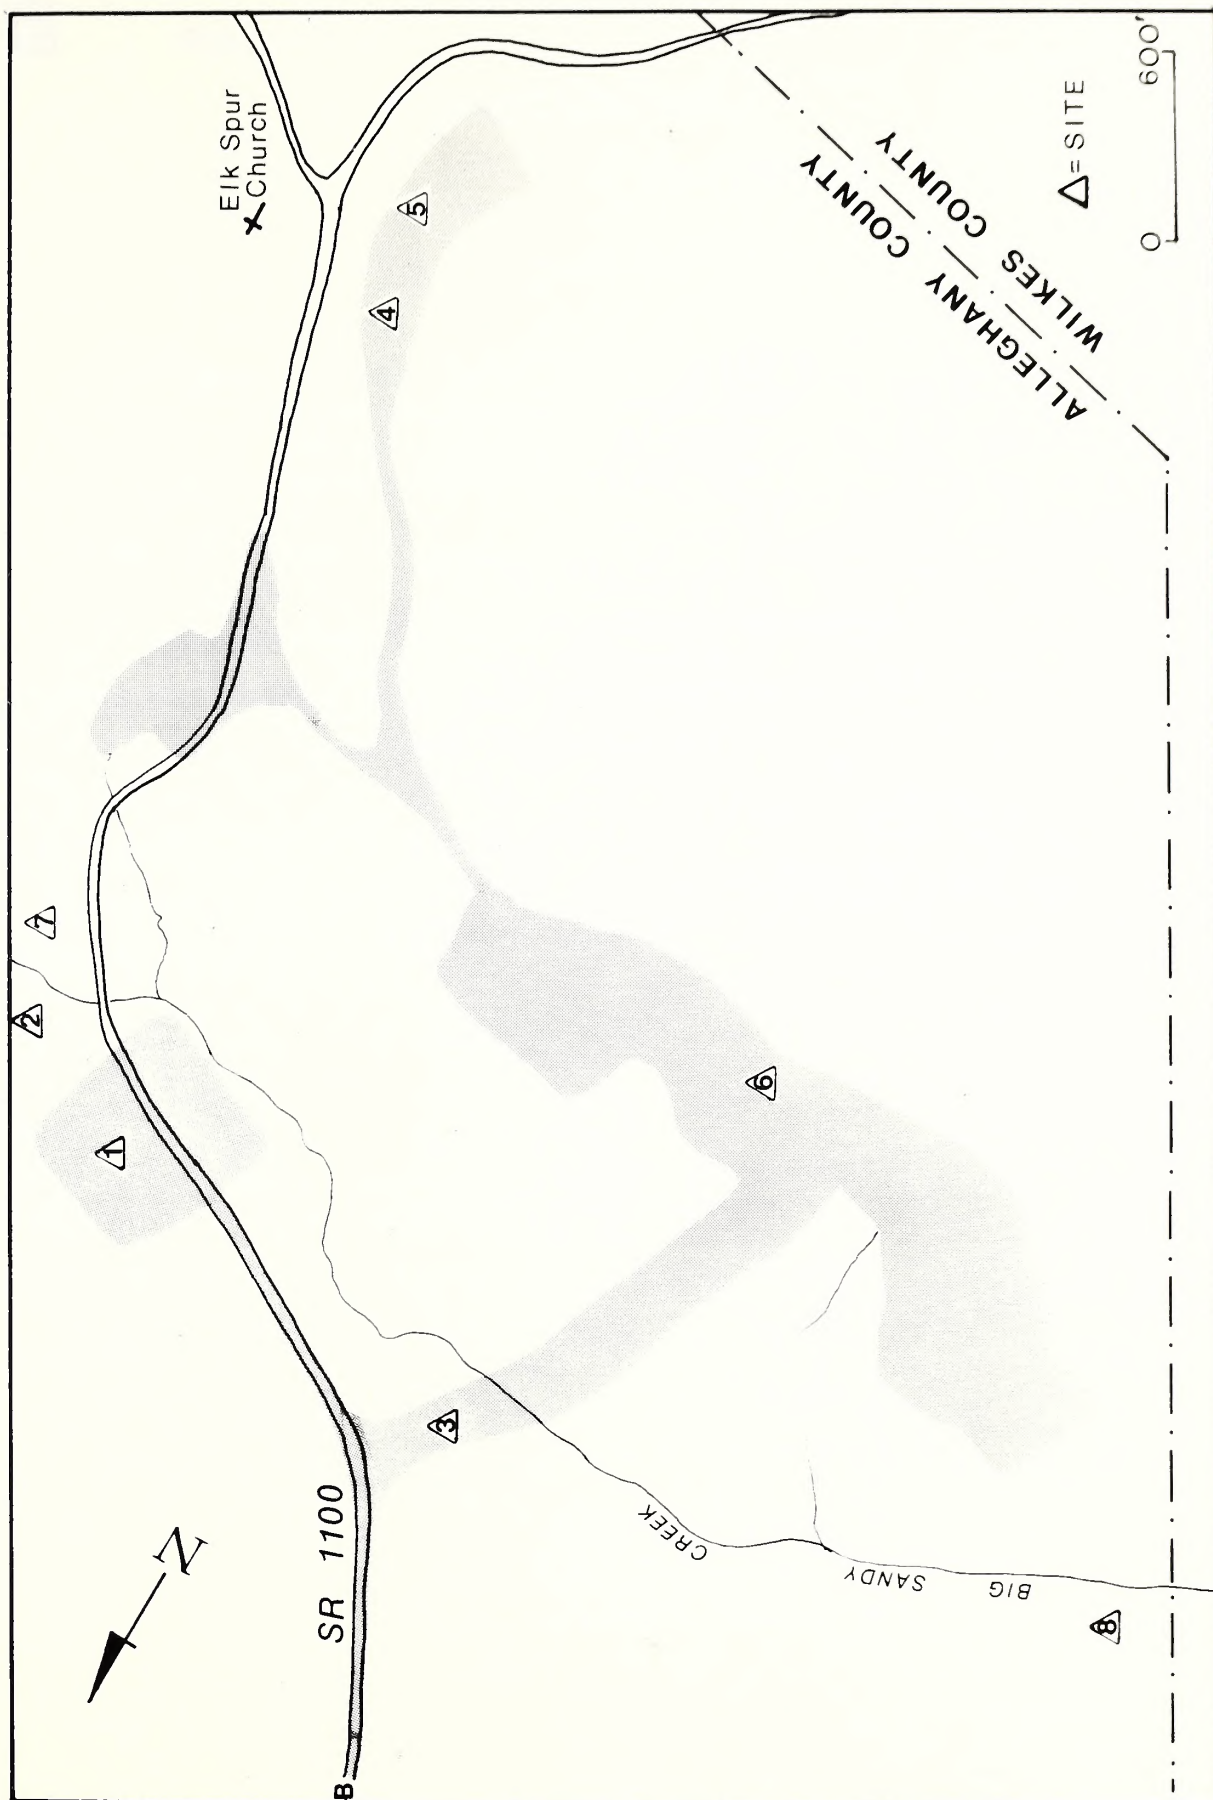 Elk Spur
Church
5
4
ALLEGHANY COUNTY
WILKES COUNTY
△ = SITE
0 600'
7
2
1
6
3
SR 1100
BIG SANDY CREEK
8
N
B